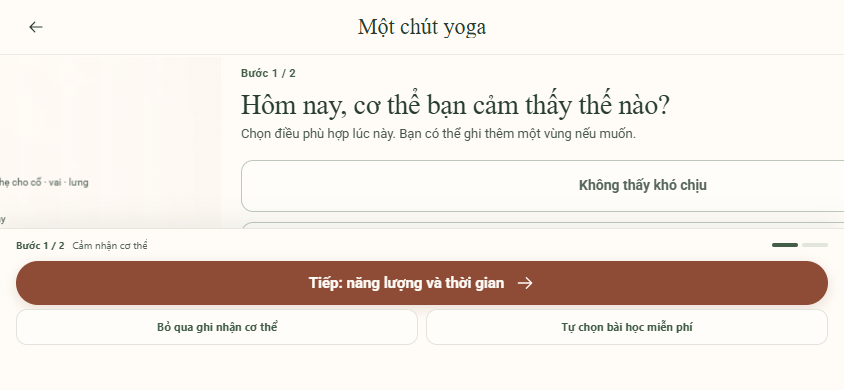 Một chút yoga
Bước 1 / 2
Hôm nay, cơ thể bạn cảm thấy thế nào?
Chọn điều phù hợp lúc này. Bạn có thể ghi thêm một vùng nếu muốn.
cho cổ · vai · lưng
Không thấy khó chịu
Bước 1 / 2 Cảm nhận cơ thể
Tiếp: năng lượng và thời gian →
Bỏ qua ghi nhận cơ thể
Tự chọn bài học miễn phí